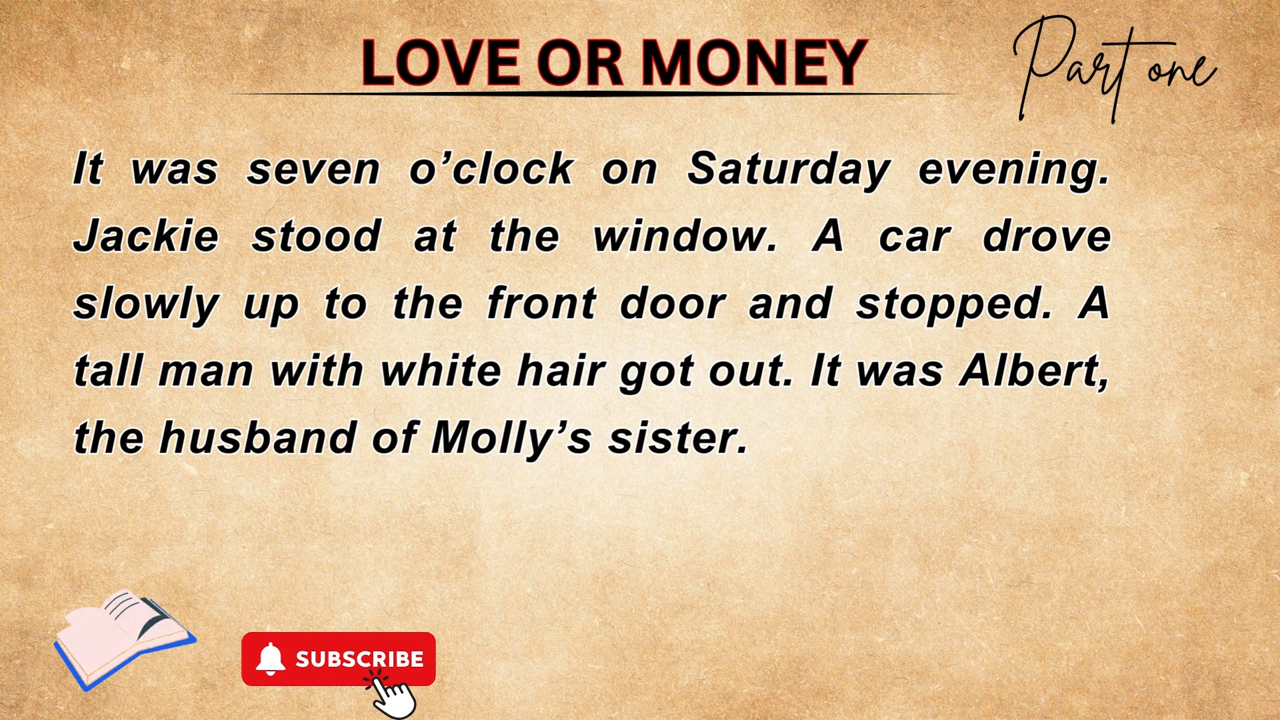 LOVE OR MONEY
Part one
It was seven o’clock on Saturday evening.
Jackie stood at the window. A car drove
slowly up to the front door and stopped. A
tall man with white hair got out. It was Albert,
the husband of Molly’s sister.
SUBSCRIBE